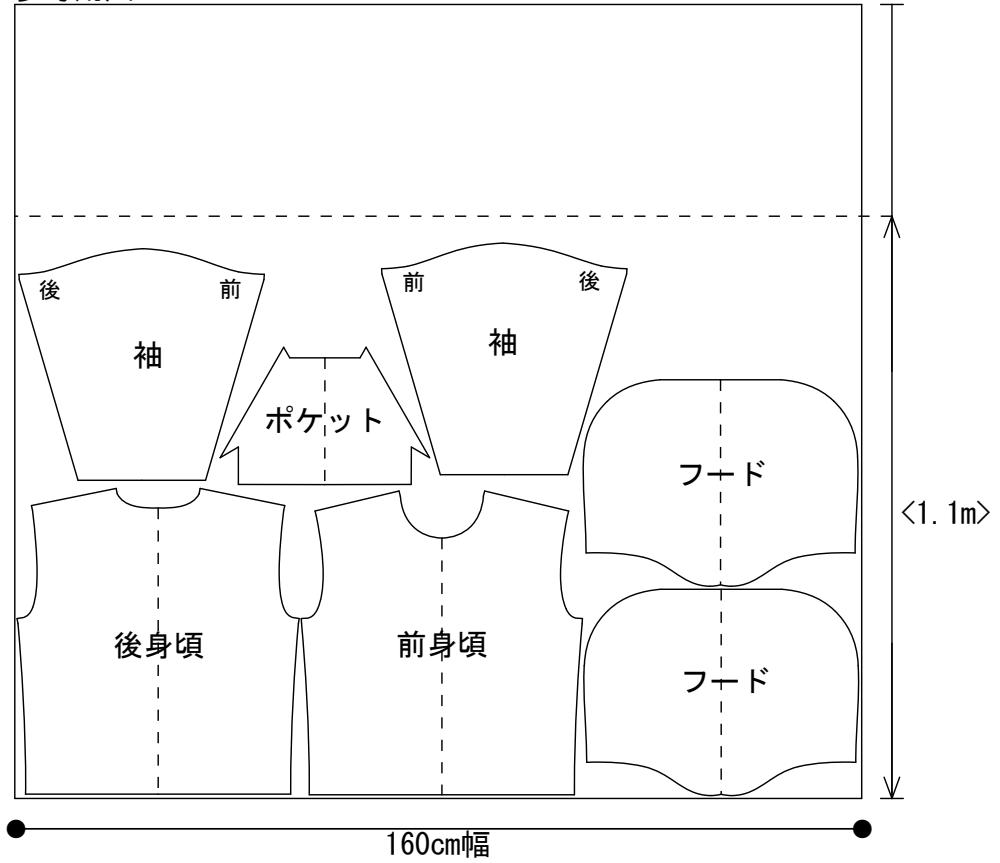 後 前
袖
前 後
袖
ポケット
フード
<1.1m>
後身頃
前身頃
フード
160cm幅